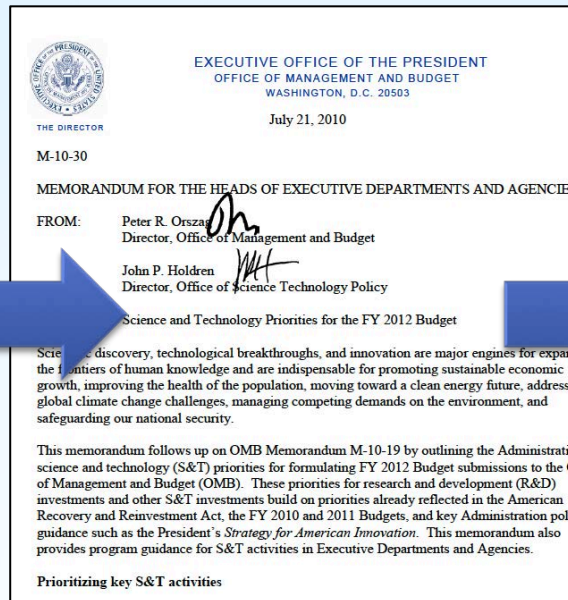 EXECUTIVE OFFICE OF THE PRESIDENT
OFFICE OF MANAGEMENT AND BUDGET
WASHINGTON, D.C. 20503
THE DIRECTOR
July 21, 2010
M-10-30
MEMORANDUM FOR THE HEADS OF EXECUTIVE DEPARTMENTS AND AGENCIE
FROM: Peter R. Orszag
Director, Office of Management and Budget
John P. Holdren
Director, Office of Science Technology Policy
Science and Technology Priorities for the FY 2012 Budget
discovery, technological breakthroughs, and innovation are major engines for expan
the frontiers of human knowledge and are indispensable for promoting sustainable economic
growth, improving the health of the population, moving toward a clean energy future, address
global climate change challenges, managing competing demands on the environment, and
safeguarding our national security.
This memorandum follows up on OMB Memorandum M-10-19 by outlining the Administrati
science and technology (S&T) priorities for formulating FY 2012 Budget submissions to the
of Management and Budget (OMB). These priorities for research and development (R&D)
investments and other S&T investments build on priorities already reflected in the American
Recovery and Reinvestment Act, the FY 2010 and 2011 Budgets, and key Administration pol
guidance such as the President's Strategy for American Innovation. This memorandum also
provides program guidance for S&T activities in Executive Departments and Agencies.
Prioritizing key S&T activities